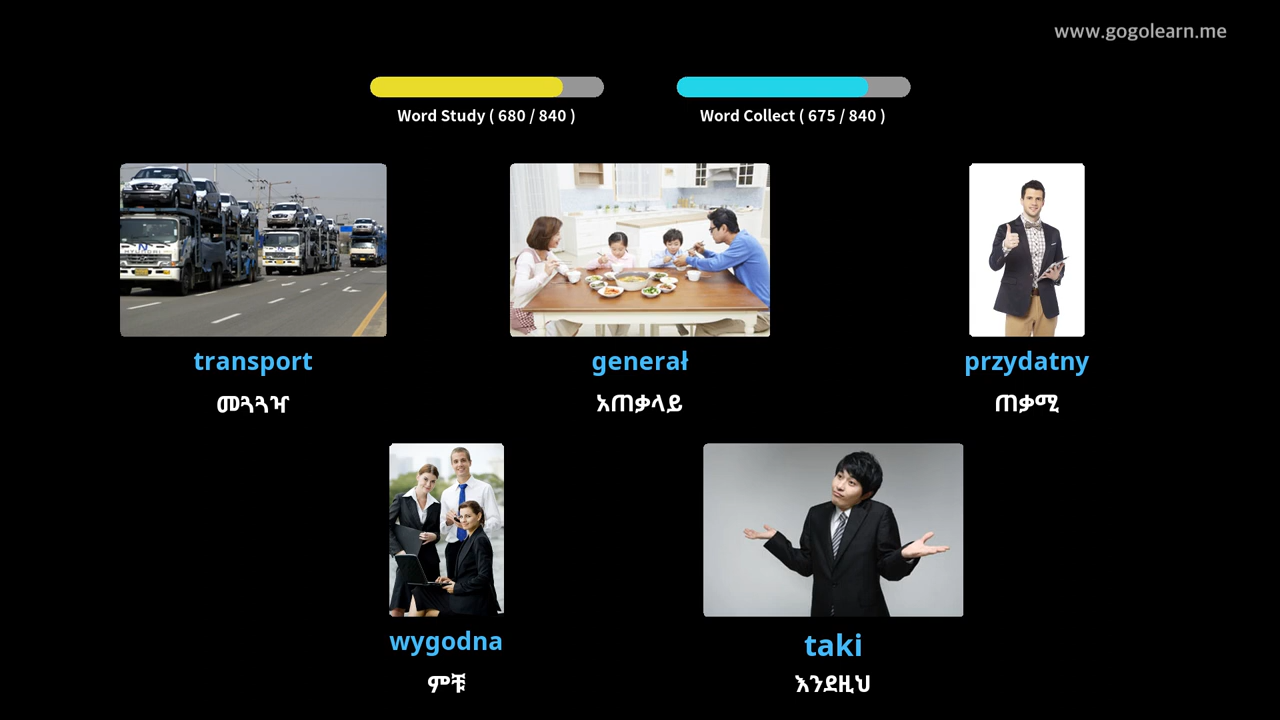 www.gogolearn.me
Word Study ( 680 / 840 )
Word Collect ( 675 / 840 )
transport
generał
przydatny
መጓጓዣ
አጠቃላይ
ጠቃሚ
wygodna
taki
ምቹ
እንደዚህ